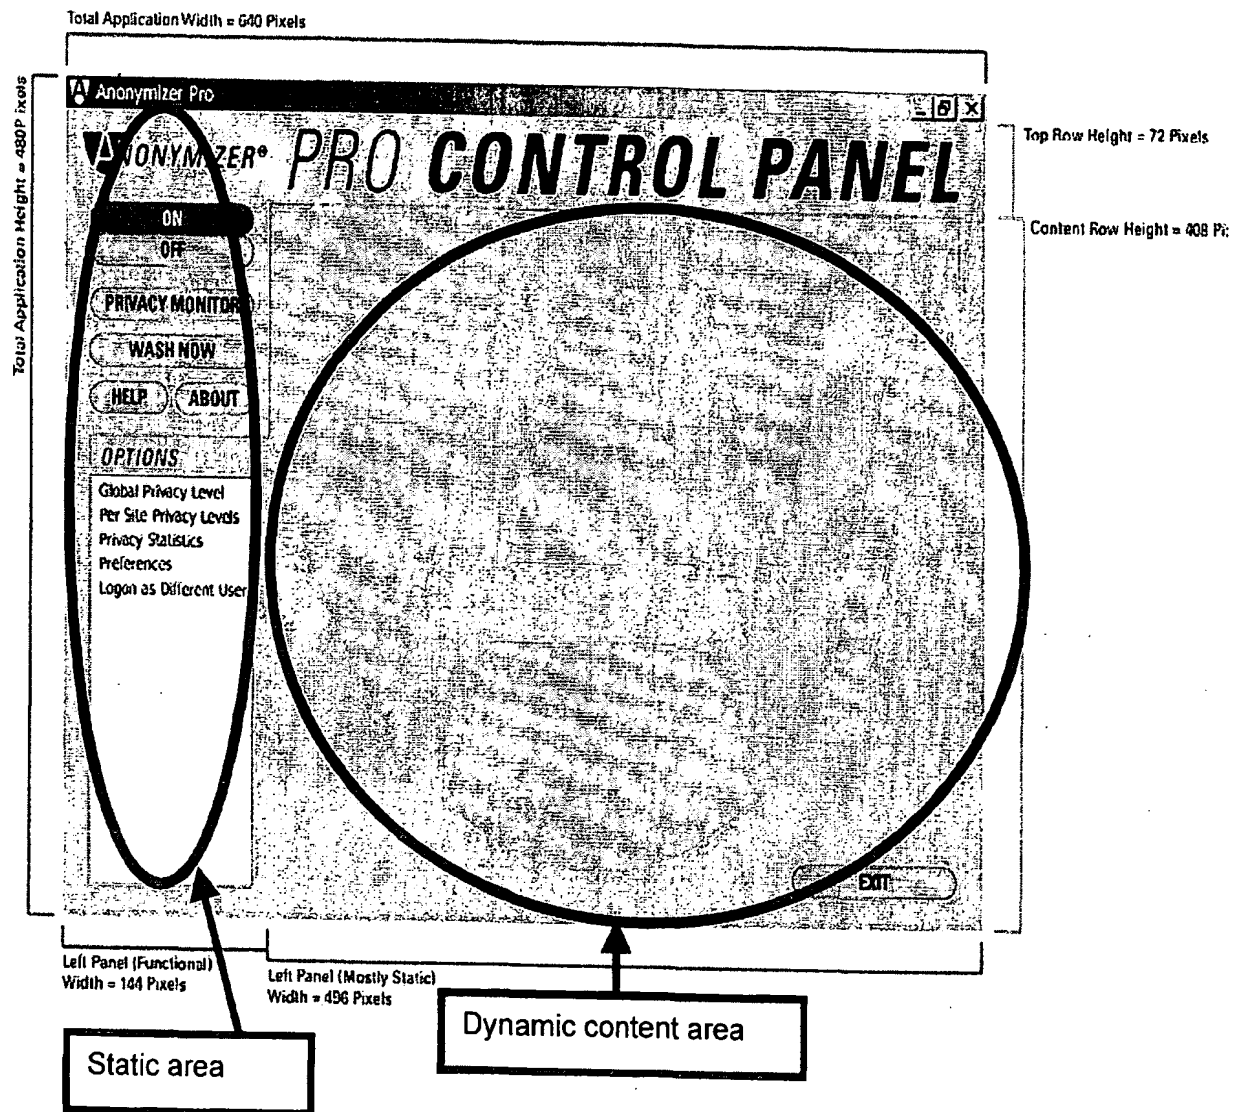 Total Application Width = 640 Pixels
Total Application Height = 480P Pixels
Anonymizer Pro
ANONYMIZER® PRO CONTROL PANEL
Top Row Height = 72 Pixels
Content Row Height = 408 Pi
ON
OFF
PRIVACY MONITOR
WASH NOW
HELP ABOUT
OPTIONS
Global Privacy Level
Per Site Privacy Levels
Privacy Statistics
Preferences
Logon as Different User
EXIT
Left Panel (Functional)
Width = 144 Pixels
Left Panel (Mostly Static)
Width = 496 Pixels
Static area
Dynamic content area